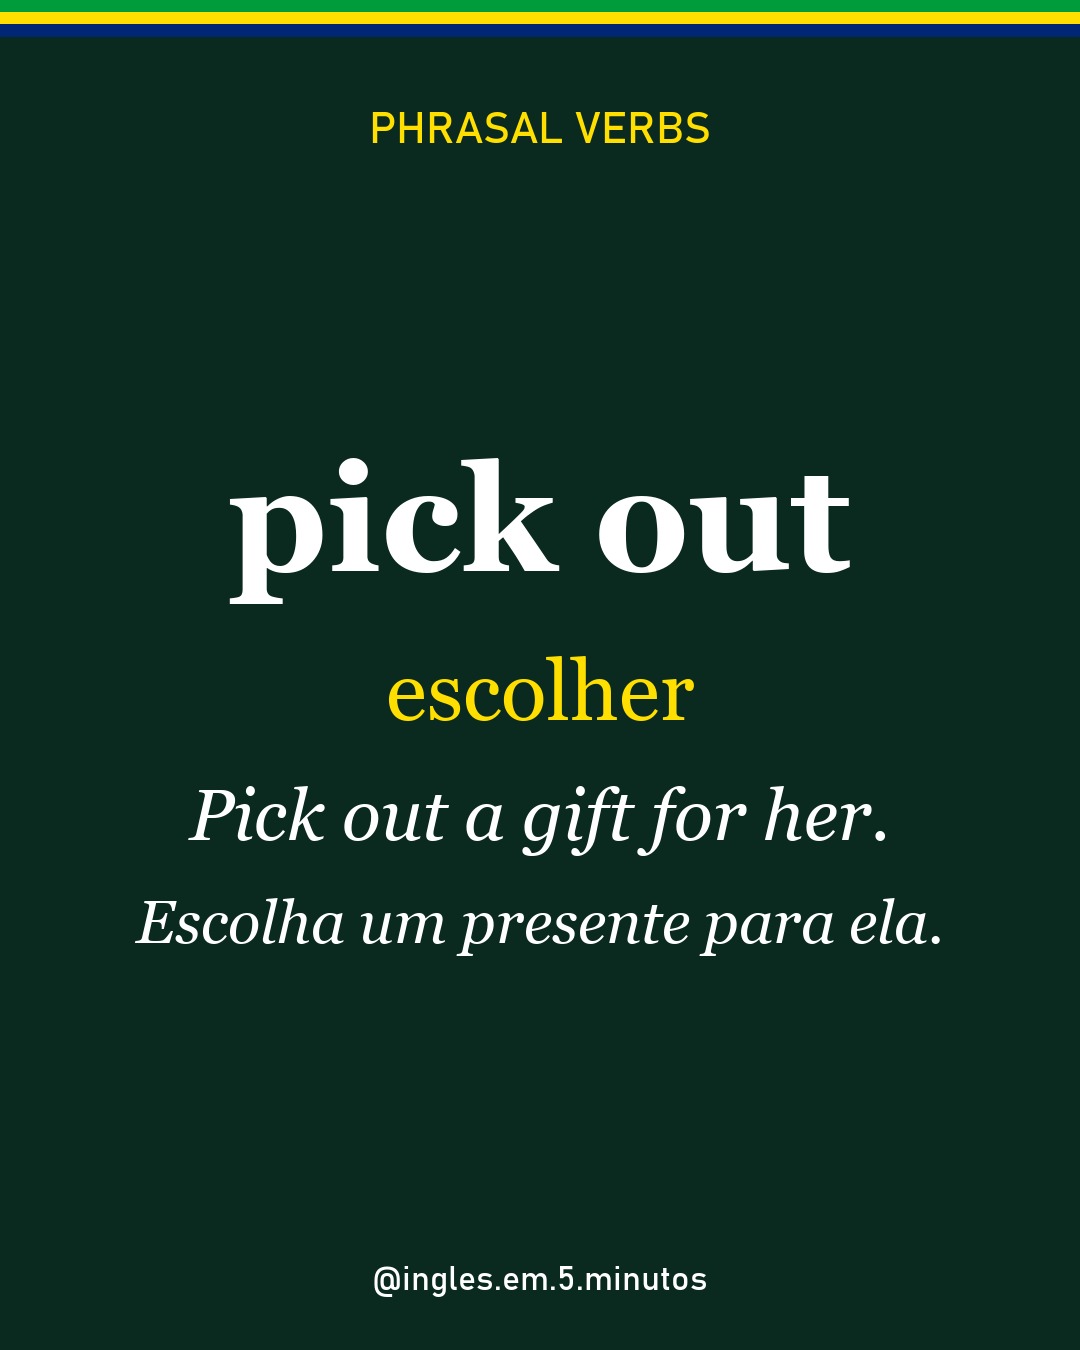 PHRASAL VERBS
pick out
escolher
Pick out a gift for her.
Escolha um presente para ela.
@ingles.em.5.minutos